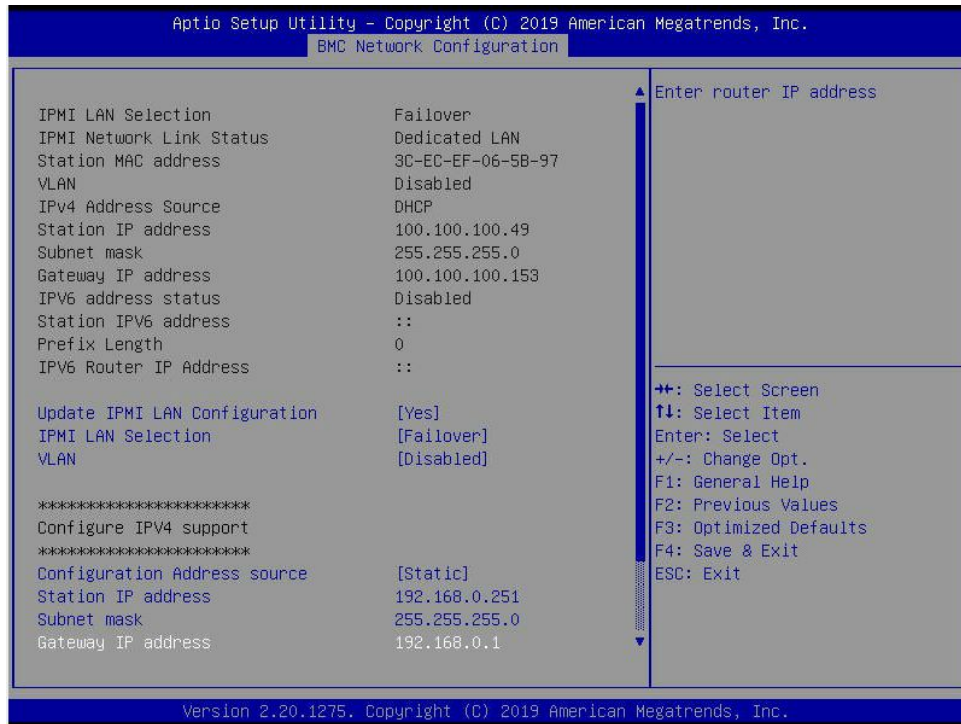 Aptio Setup Utility – Copyright (C) 2019 American Megatrends, Inc.
BMC Network Configuration
IPMI LAN Selection Failover
IPMI Network Link Status Dedicated LAN
Station MAC address 3C-EC-EF-06-5B-97
VLAN Disabled
IPv4 Address Source DHCP
Station IP address 100.100.100.49
Subnet mask 255.255.255.0
Gateway IP address 100.100.100.153
IPV6 address status Disabled
Station IPV6 address ::
Prefix Length 0
IPV6 Router IP Address ::
Update IPMI LAN Configuration [Yes]
IPMI LAN Selection [Failover]
VLAN [Disabled]
**********************
Configure IPV4 support
**********************
Configuration Address source [Static]
Station IP address 192.168.0.251
Subnet mask 255.255.255.0
Gateway IP address 192.168.0.1
Enter router IP address
→←: Select Screen
↑↓: Select Item
Enter: Select
+/-: Change Opt.
F1: General Help
F2: Previous Values
F3: Optimized Defaults
F4: Save & Exit
ESC: Exit
Version 2.20.1275. Copyright (C) 2019 American Megatrends, Inc.